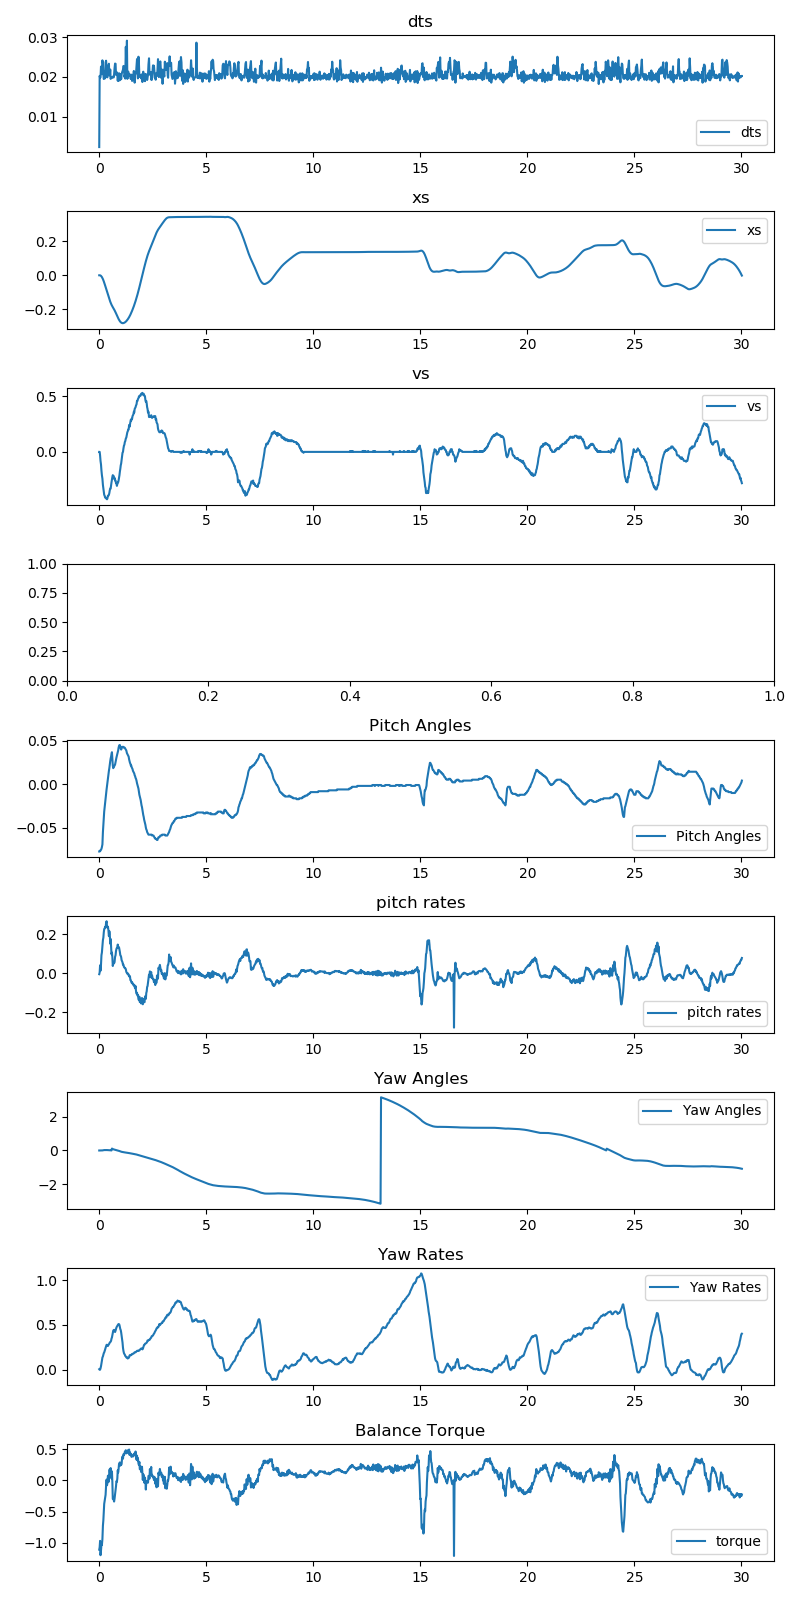 dts
0.03
0.02
0.01
dts
0 5 10 15 20 25 30
xs
0.2
0.0
−0.2
xs
0 5 10 15 20 25 30
vs
0.5
0.0
vs
0 5 10 15 20 25 30
1.00
0.75
0.50
0.25
0.00
0.0 0.2 0.4 0.6 0.8 1.0
Pitch Angles
0.05
0.00
−0.05
Pitch Angles
0 5 10 15 20 25 30
pitch rates
0.2
0.0
−0.2
pitch rates
0 5 10 15 20 25 30
Yaw Angles
2
0
−2
Yaw Angles
0 5 10 15 20 25 30
Yaw Rates
1.0
0.5
0.0
Yaw Rates
0 5 10 15 20 25 30
Balance Torque
0.5
0.0
−0.5
−1.0
torque
0 5 10 15 20 25 30